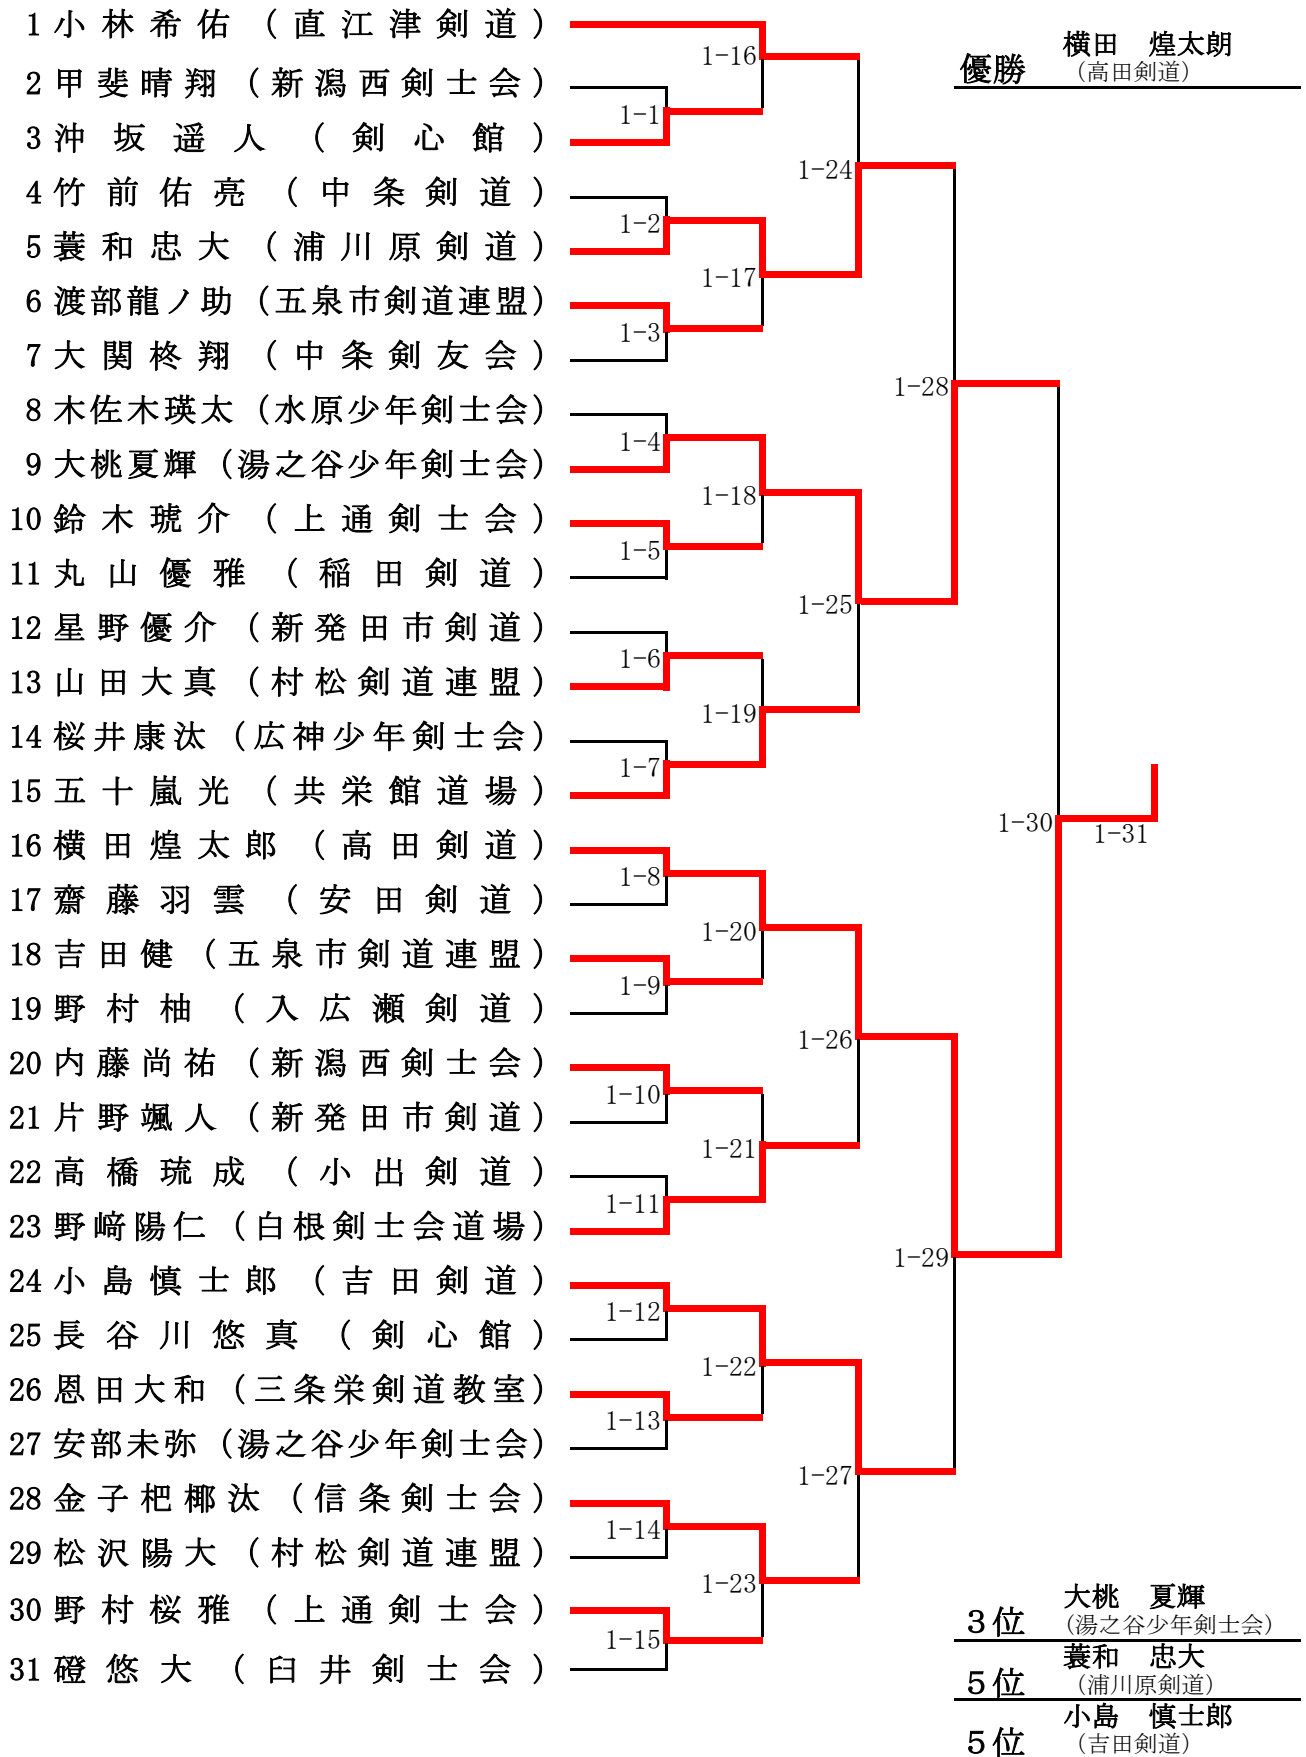 1 小林希佑 (直江津剣道)
2 甲斐晴翔 (新潟西剣士会)
3 沖坂遥人 (剣心館)
4 竹前佑亮 (中条剣道)
5 蓑和忠大 (浦川原剣道)
6 渡部龍ノ助 (五泉市剣道連盟)
7 大関柊翔 (中条剣友会)
8 木佐木瑛太 (水原少年剣士会)
9 大桃夏輝 (湯之谷少年剣士会)
10 鈴木琥介 (上通剣士会)
11 丸山優雅 (稲田剣道)
12 星野優介 (新発田市剣道)
13 山田大真 (村松剣道連盟)
14 桜井康汰 (広神少年剣士会)
15 五十嵐光 (共栄館道場)
16 横田煌太郎 (高田剣道)
17 齋藤羽雲 (安田剣道)
18 吉田健 (五泉市剣道連盟)
19 野村柚 (入広瀬剣道)
20 内藤尚祐 (新潟西剣士会)
21 片野颯人 (新発田市剣道)
22 高橋琉成 (小出剣道)
23 野﨑陽仁 (白根剣士会道場)
24 小島慎士郎 (吉田剣道)
25 長谷川悠真 (剣心館)
26 恩田大和 (三条栄剣道教室)
27 安部未弥 (湯之谷少年剣士会)
28 金子杷椰汰 (信条剣士会)
29 松沢陽大 (村松剣道連盟)
30 野村桜雅 (上通剣士会)
31 磴悠大 (臼井剣士会)
1-1
1-2
1-3
1-4
1-5
1-6
1-7
1-8
1-9
1-10
1-11
1-12
1-13
1-14
1-15
1-16
1-17
1-18
1-19
1-20
1-21
1-22
1-23
1-24
1-25
1-26
1-27
1-28
1-29
1-30
1-31
優勝 横田 煌太朗
(高田剣道)
3位 大桃 夏輝
(湯之谷少年剣士会)
5位 蓑和 忠大
(浦川原剣道)
5位 小島 慎士郎
(吉田剣道)